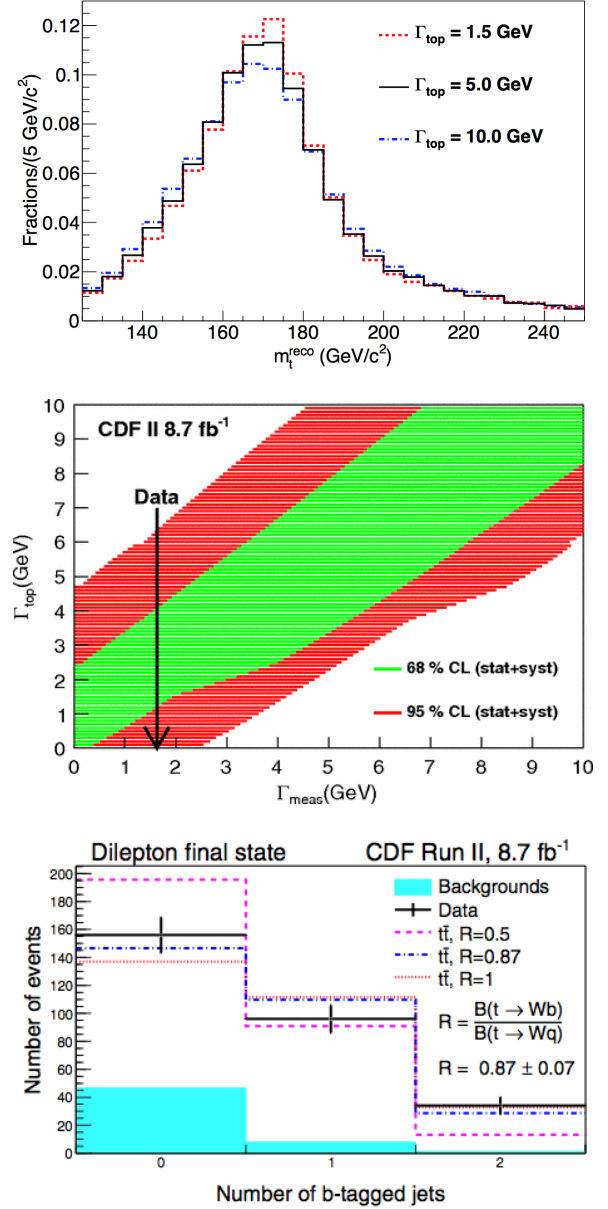 Fractions/(5 GeV/c²)
0.12
0.1
0.08
0.06
0.04
0.02
0
Γtop = 1.5 GeV
Γtop = 5.0 GeV
Γtop = 10.0 GeV
140 160 180 200 220 240
mₜʳᵉᶜᵒ (GeV/c²)
Γtop(GeV)
10
9
8
7
6
5
4
3
2
1
0
CDF II 8.7 fb⁻¹
Data
68 % CL (stat+syst)
95 % CL (stat+syst)
0 1 2 3 4 5 6 7 8 9 10
Γmeas(GeV)
Dilepton final state CDF Run II, 8.7 fb⁻¹
Number of events
200
180
160
140
120
100
80
60
40
20
0
Backgrounds
Data
tt̄, R=0.5
tt̄, R=0.87
tt̄, R=1
R = B(t → Wb)/B(t → Wq)
R = 0.87 ± 0.07
0 1 2
Number of b-tagged jets